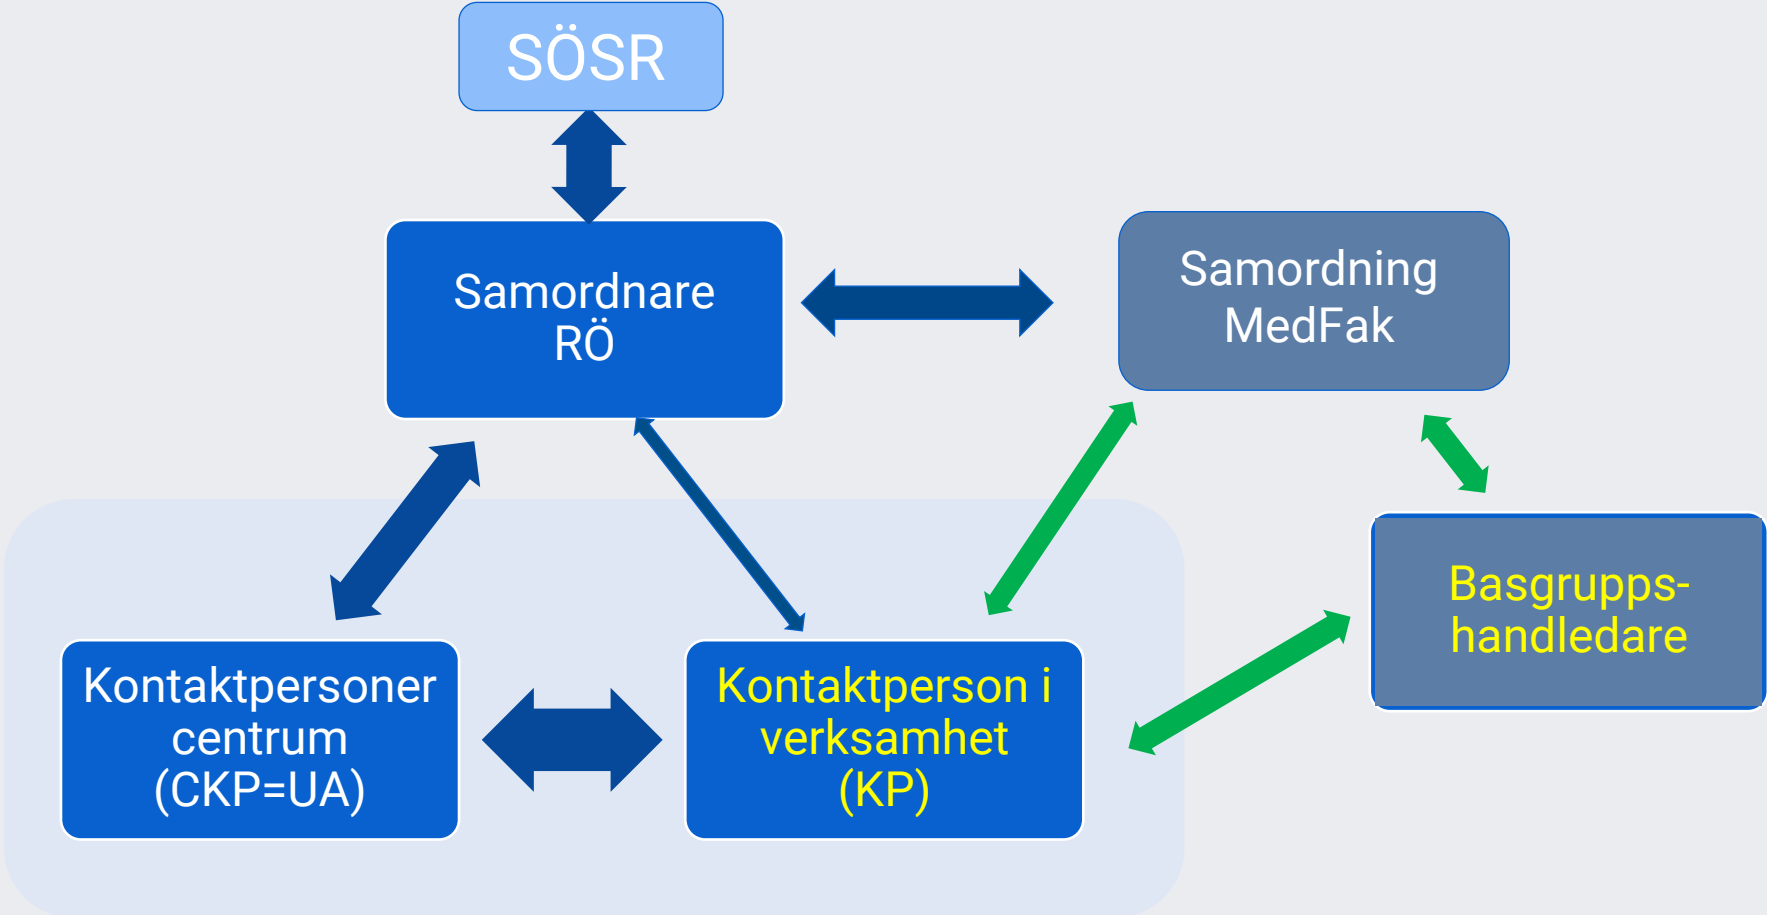 SÖSR
Samordnare
RÖ
Samordning
MedFak
Basgrupps-
handledare
Kontaktpersoner
centrum
(CKP=UA)
Kontaktperson i
verksamhet
(KP)